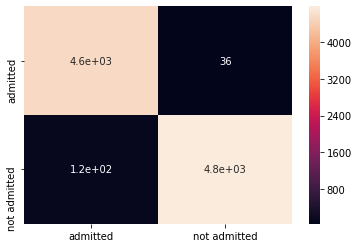 admitted
not admitted
4.6e+03
36
1.2e+02
4.8e+03
admitted
not admitted
4000
3200
2400
1600
800